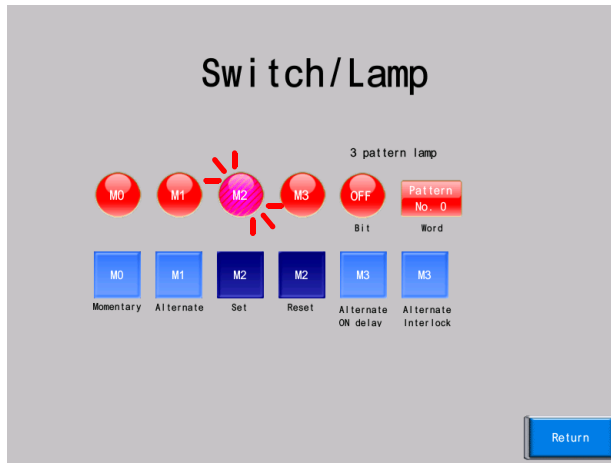 Switch/Lamp
3 pattern lamp
M0 M1 M2 M3 OFF Pattern No. 0
Bit Word
M0 M1 M2 M2 M3 M3
Momentary Alternate Set Reset Alternate ON delay Alternate Interlock
Return